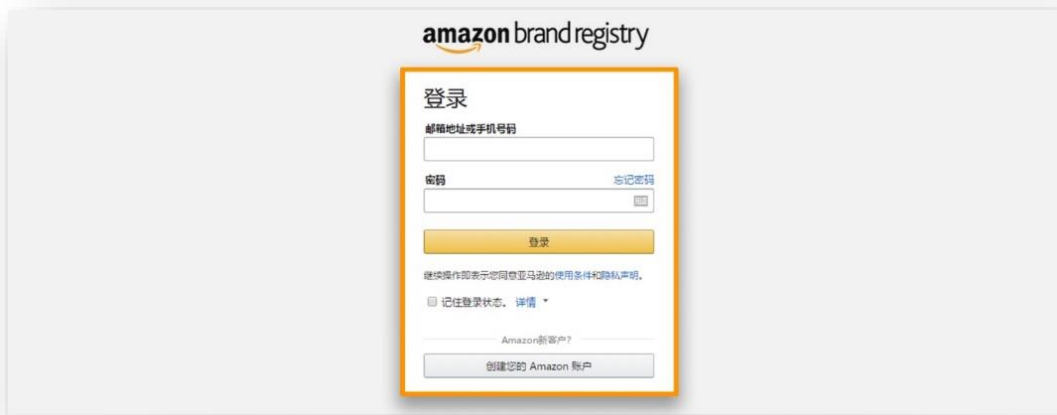 amazon brand registry
登录
邮箱地址或手机号码
密码 忘记密码
登录
继续操作即表示您同意亚马逊的使用条件和隐私声明。
记住登录状态。 详情
Amazon新客户?
创建您的 Amazon 账户